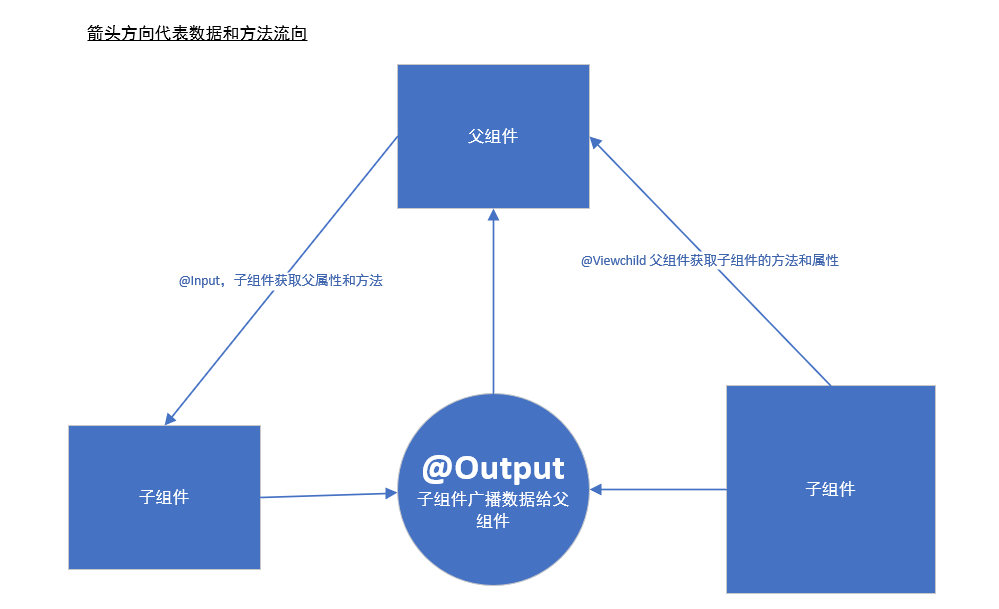 箭头方向代表数据和方法流向
父组件
@Viewchild 父组件获取子组件的方法和属性
@Input，子组件获取父属性和方法
@Output
子组件广播数据给父
组件
子组件
子组件